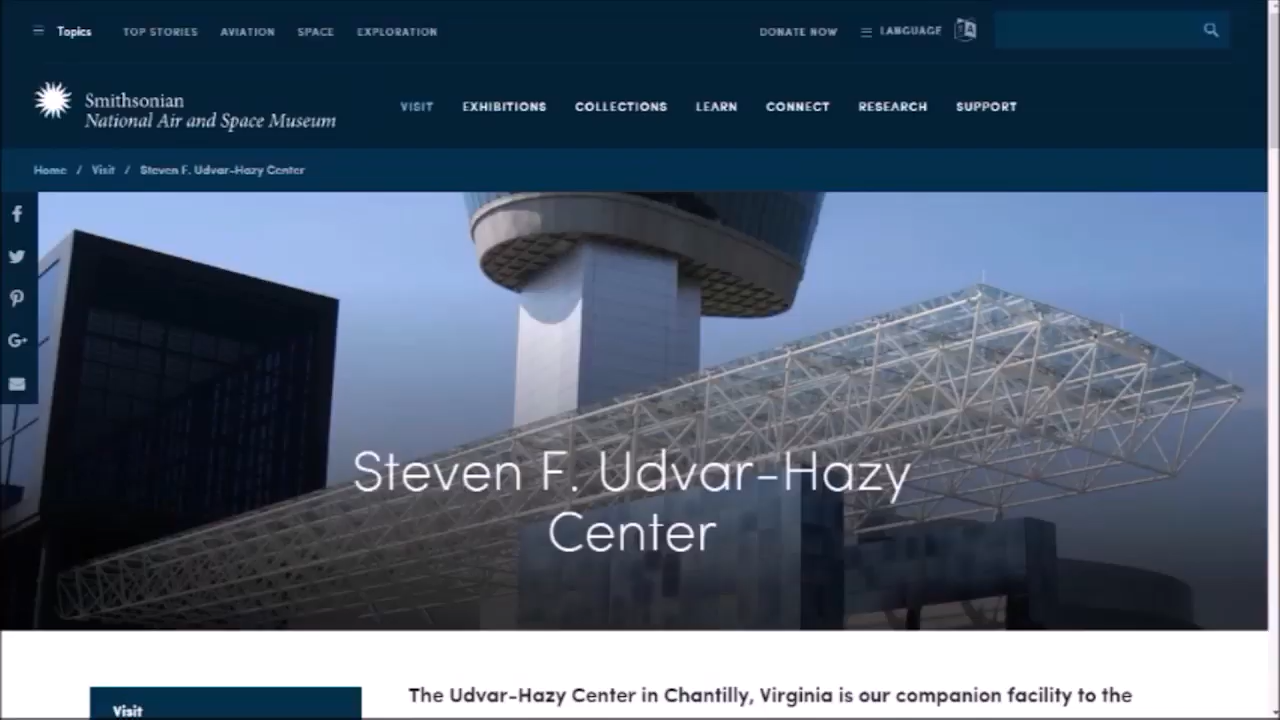 Topics TOP STORIES AVIATION SPACE EXPLORATION DONATE NOW LANGUAGE
Smithsonian
National Air and Space Museum
VISIT EXHIBITIONS COLLECTIONS LEARN CONNECT RESEARCH SUPPORT
Home / Visit / Steven F. Udvar-Hazy Center
Steven F. Udvar-Hazy
Center
Visit
The Udvar-Hazy Center in Chantilly, Virginia is our companion facility to the